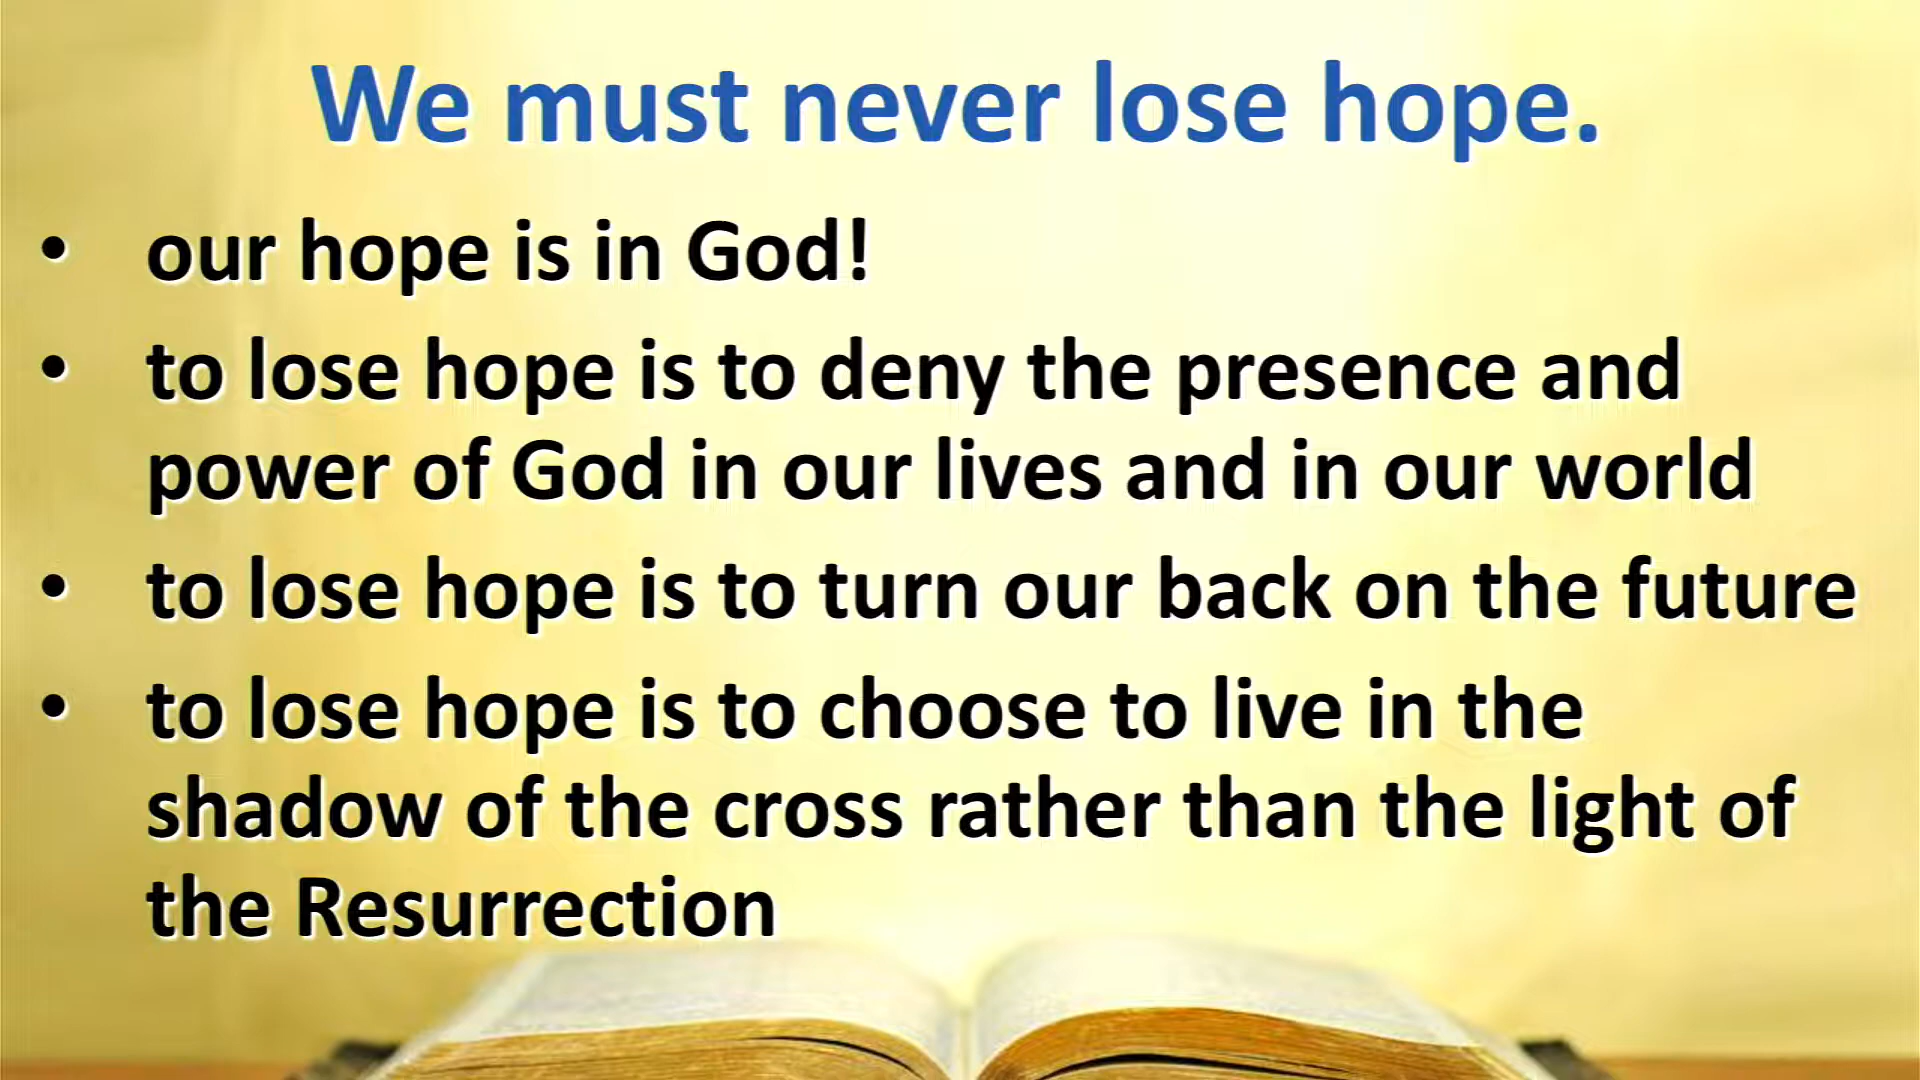 We must never lose hope.
• our hope is in God!
• to lose hope is to deny the presence and
power of God in our lives and in our world
• to lose hope is to turn our back on the future
• to lose hope is to choose to live in the
shadow of the cross rather than the light of
the Resurrection